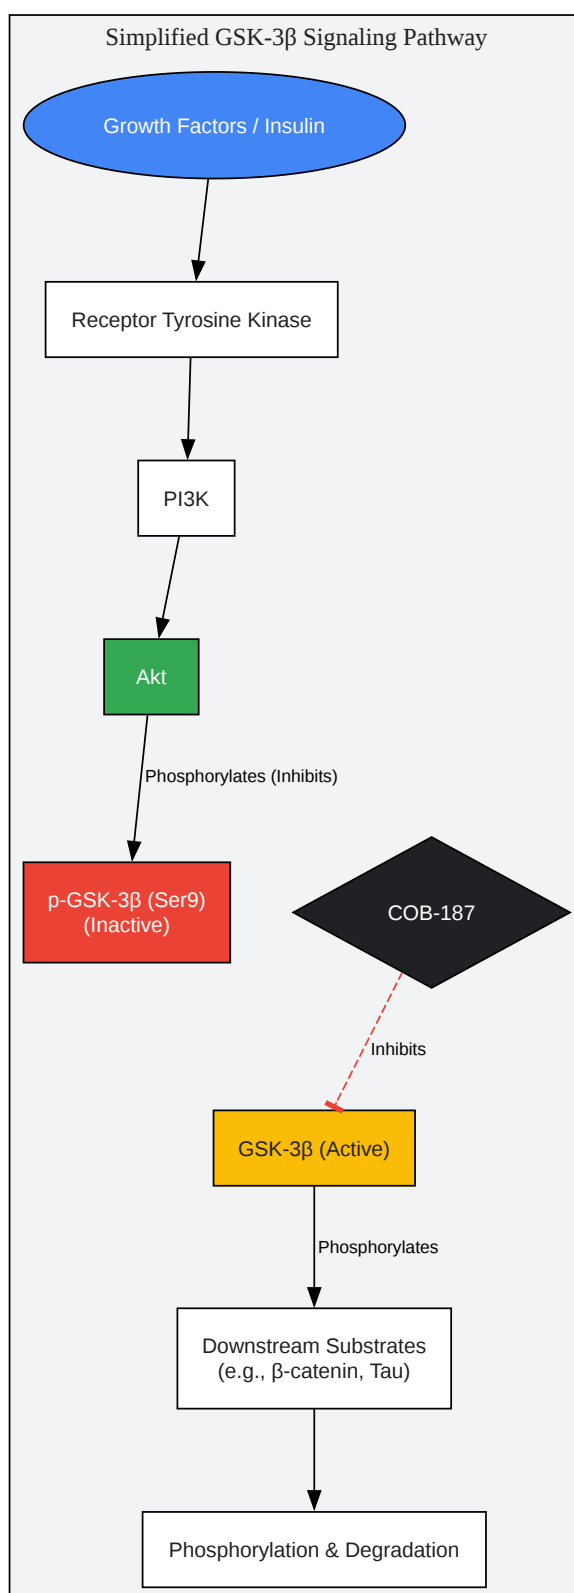 Simplified GSK-3β Signaling Pathway
Growth Factors / Insulin
Receptor Tyrosine Kinase
PI3K
Akt
Phosphorylates (Inhibits)
p-GSK-3β (Ser9)
(Inactive)
COB-187
Inhibits
GSK-3β (Active)
Phosphorylates
Downstream Substrates
(e.g., β-catenin, Tau)
Phosphorylation & Degradation